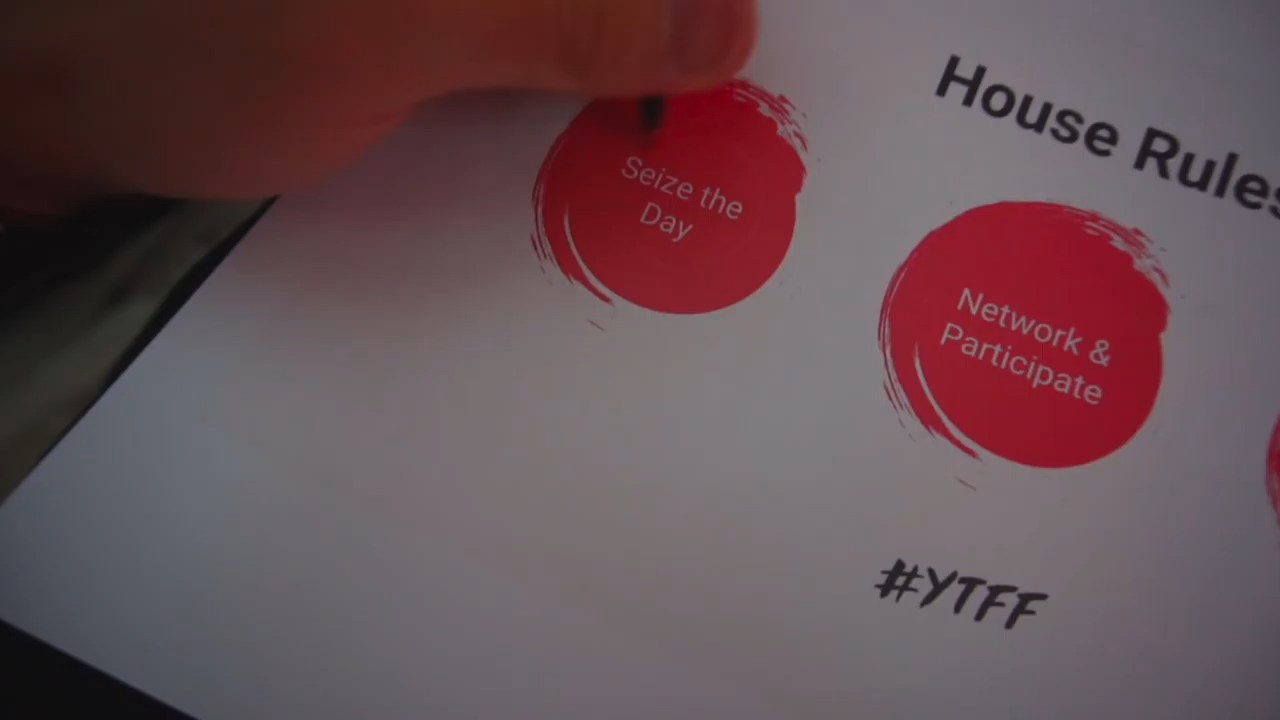 House Rules
Seize the
Day
Network &
Participate
#YTFF